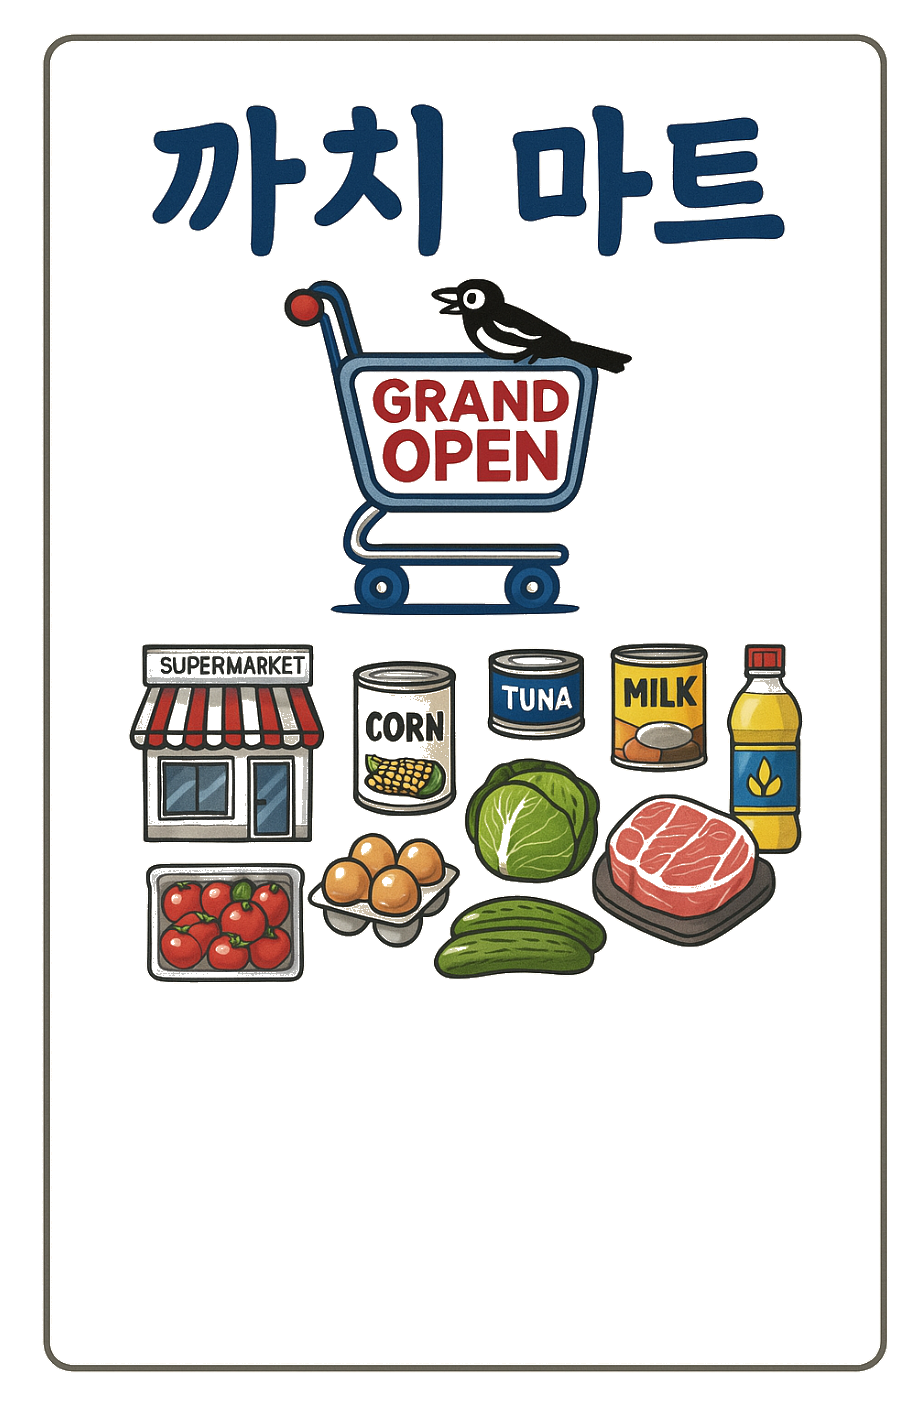 까치 마트
GRAND
OPEN
SUPERMARKET
CORN
TUNA
MILK